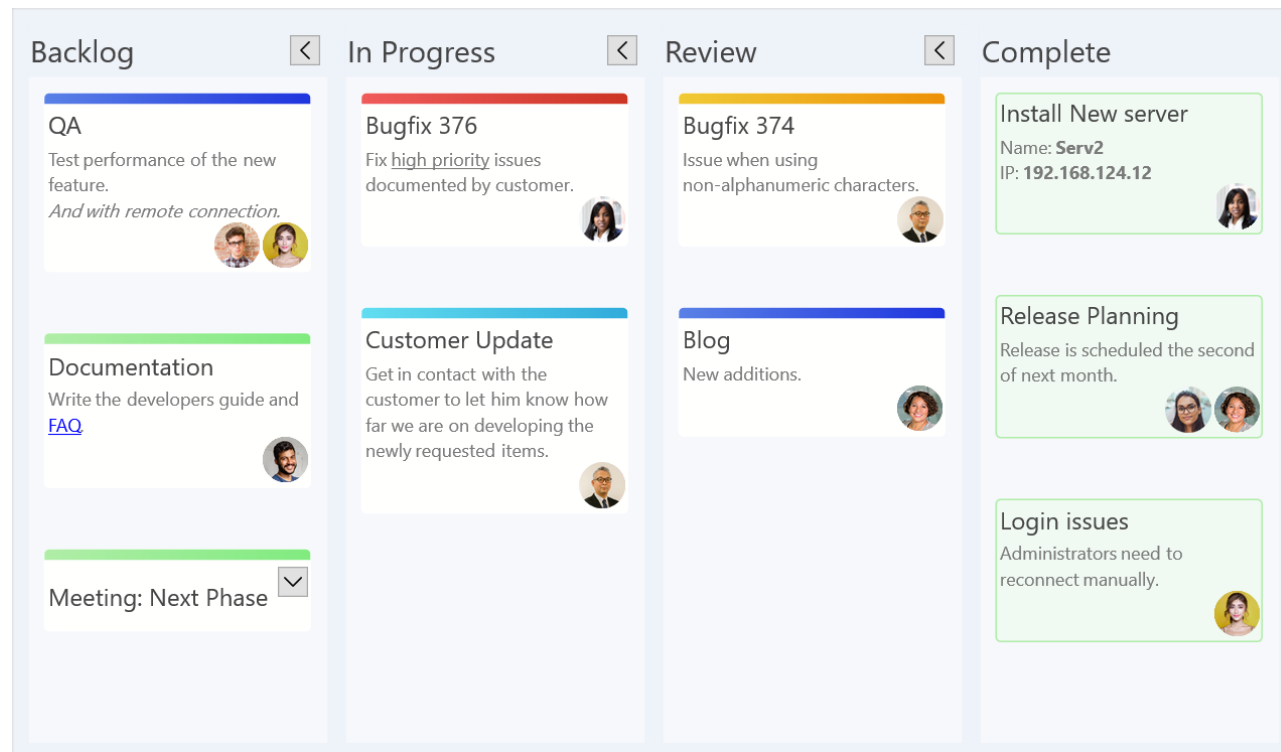 Backlog
QA
Test performance of the new
feature.
And with remote connection.
Documentation
Write the developers guide and
FAQ
Meeting: Next Phase
In Progress
Bugfix 376
Fix high priority issues
documented by customer.
Customer Update
Get in contact with the
customer to let him know how
far we are on developing the
newly requested items.
Review
Bugfix 374
Issue when using
non-alphanumeric characters.
Blog
New additions.
Complete
Install New server
Name: Serv2
IP: 192.168.124.12
Release Planning
Release is scheduled the second
of next month.
Login issues
Administrators need to
reconnect manually.